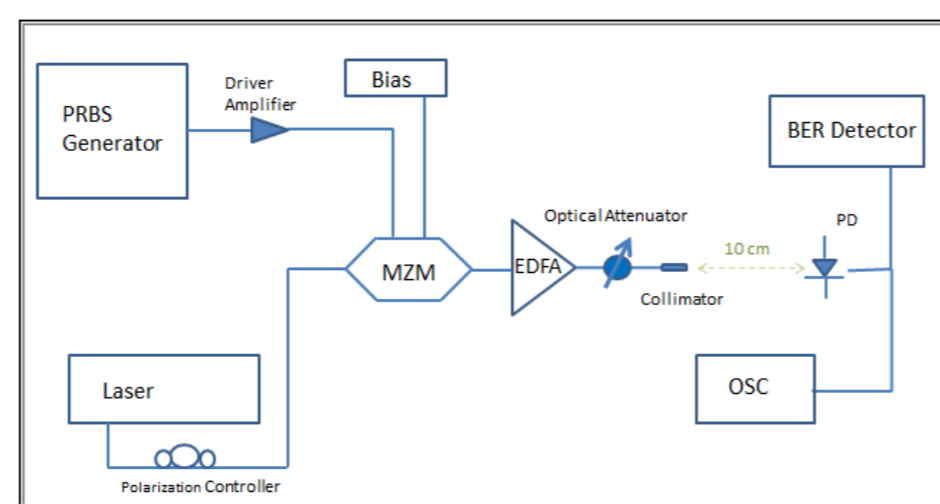 PRBS
Generator
Driver
Amplifier
Bias
BER Detector
MZM
EDFA
Optical Attenuator
Collimator
10 cm
PD
Laser
Polarization Controller
OSC